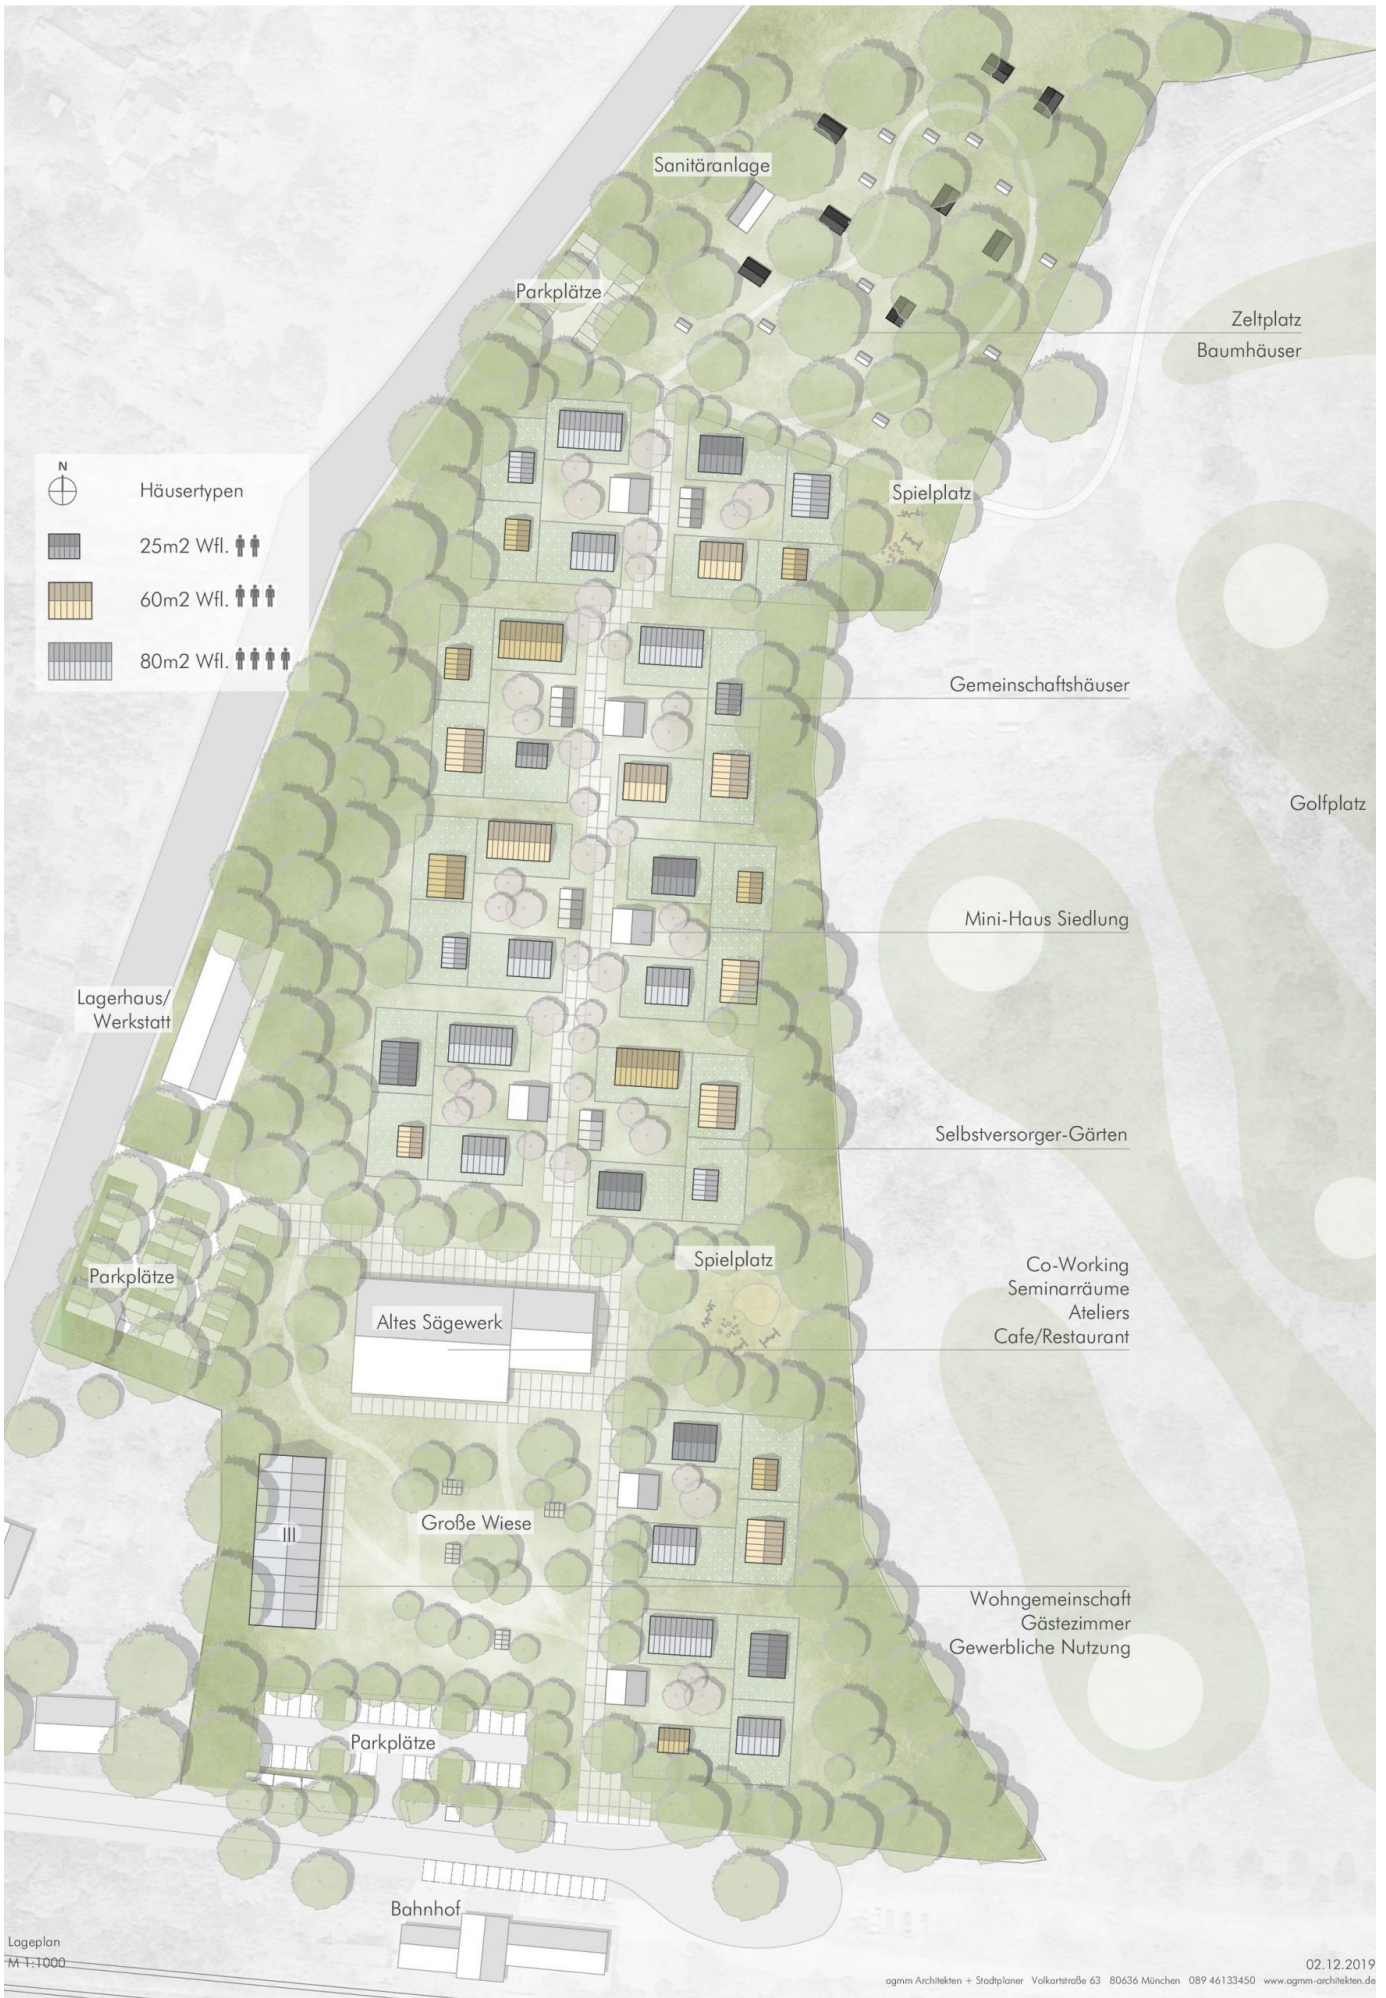 Sanitäranlage
Parkplätze
Zeltplatz
Baumhäuser
N
Häusertypen
25m2 Wfl.
60m2 Wfl.
80m2 Wfl.
Spielplatz
Gemeinschaftshäuser
Golfplatz
Mini-Haus Siedlung
Lagerhaus/
Werkstatt
Selbstversorger-Gärten
Parkplätze
Spielplatz
Altes Sägewerk
Co-Working
Seminarräume
Ateliers
Cafe/Restaurant
Große Wiese
III
Wohngemeinschaft
Gästezimmer
Gewerbliche Nutzung
Parkplätze
Bahnhof
Lageplan
M 1:1000
02.12.2019
agmm Architekten + Stadtplaner Volkartstraße 63 80636 München 089 46133450 www.agmm-architekten.de